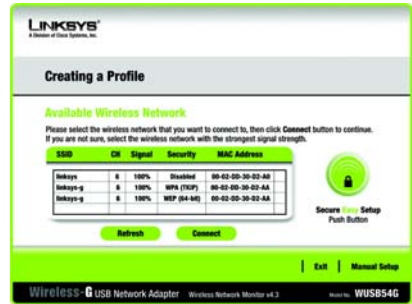 LINKSYS®
A Division of Cisco Systems, Inc.
Creating a Profile
Available Wireless Network
Please select the wireless network that you want to connect to, then click Connect button to continue.
If you are not sure, select the wireless network with the strongest signal strength.
SSID CH Signal Security MAC Address
linksys 6 100% Disabled 00-02-DD-30-D2-A0
linksys-g 6 100% WPA (TKIP) 00-02-DD-30-D2-AA
linksys-g 6 100% WEP (64-bit) 00-02-DD-30-D2-AA
Refresh Connect
Secure Easy Setup
Push Button
Exit Manual Setup
Wireless-G USB Network Adapter Wireless Network Monitor v4.3 Model No. WUSB54G